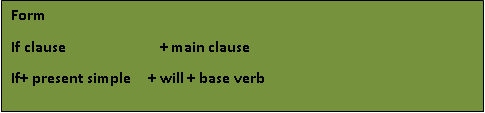 Form
If clause + main clause
If+ present simple + will + base verb